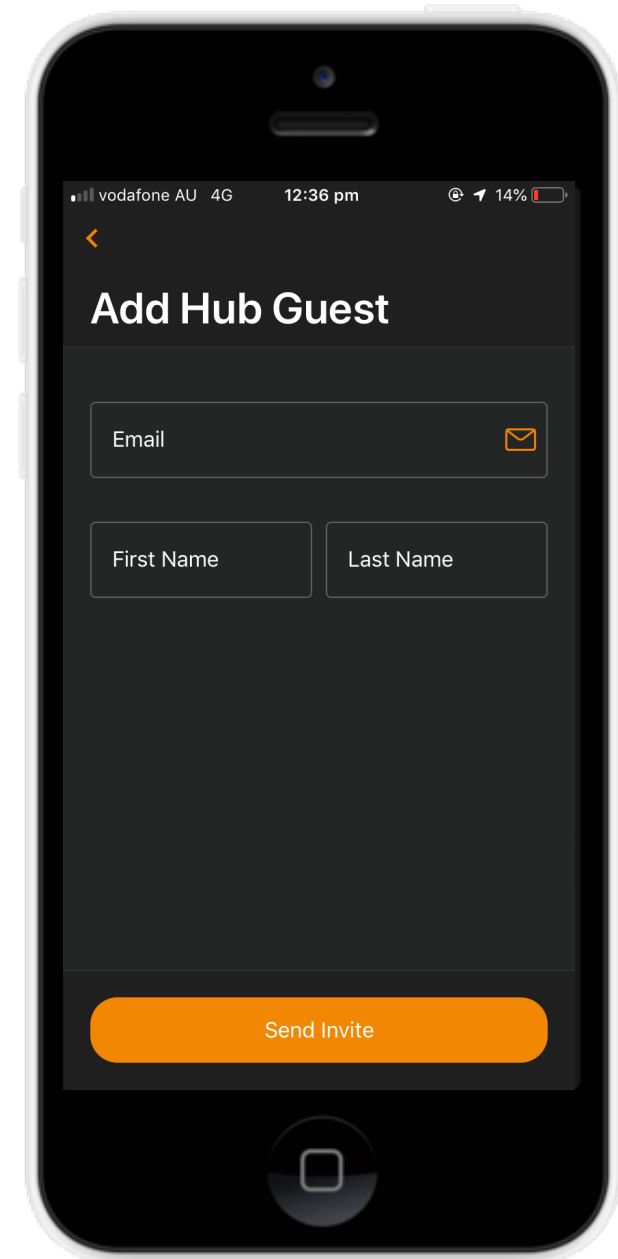 vodafone AU 4G 12:36 pm 14%
Add Hub Guest
Email
First Name Last Name
Send Invite